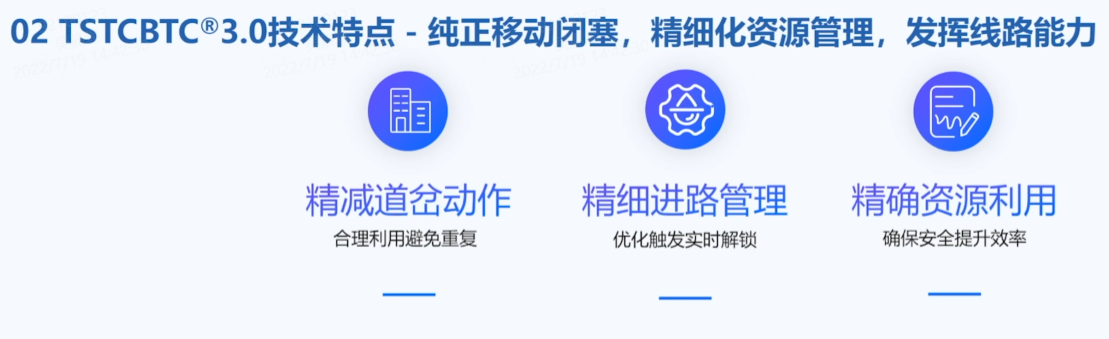 02 TSTCBTC®3.0技术特点 - 纯正移动闭塞，精细化资源管理，发挥线路能力
精减道岔动作
精细进路管理
精确资源利用
合理利用避免重复
优化触发实时解锁
确保安全提升效率